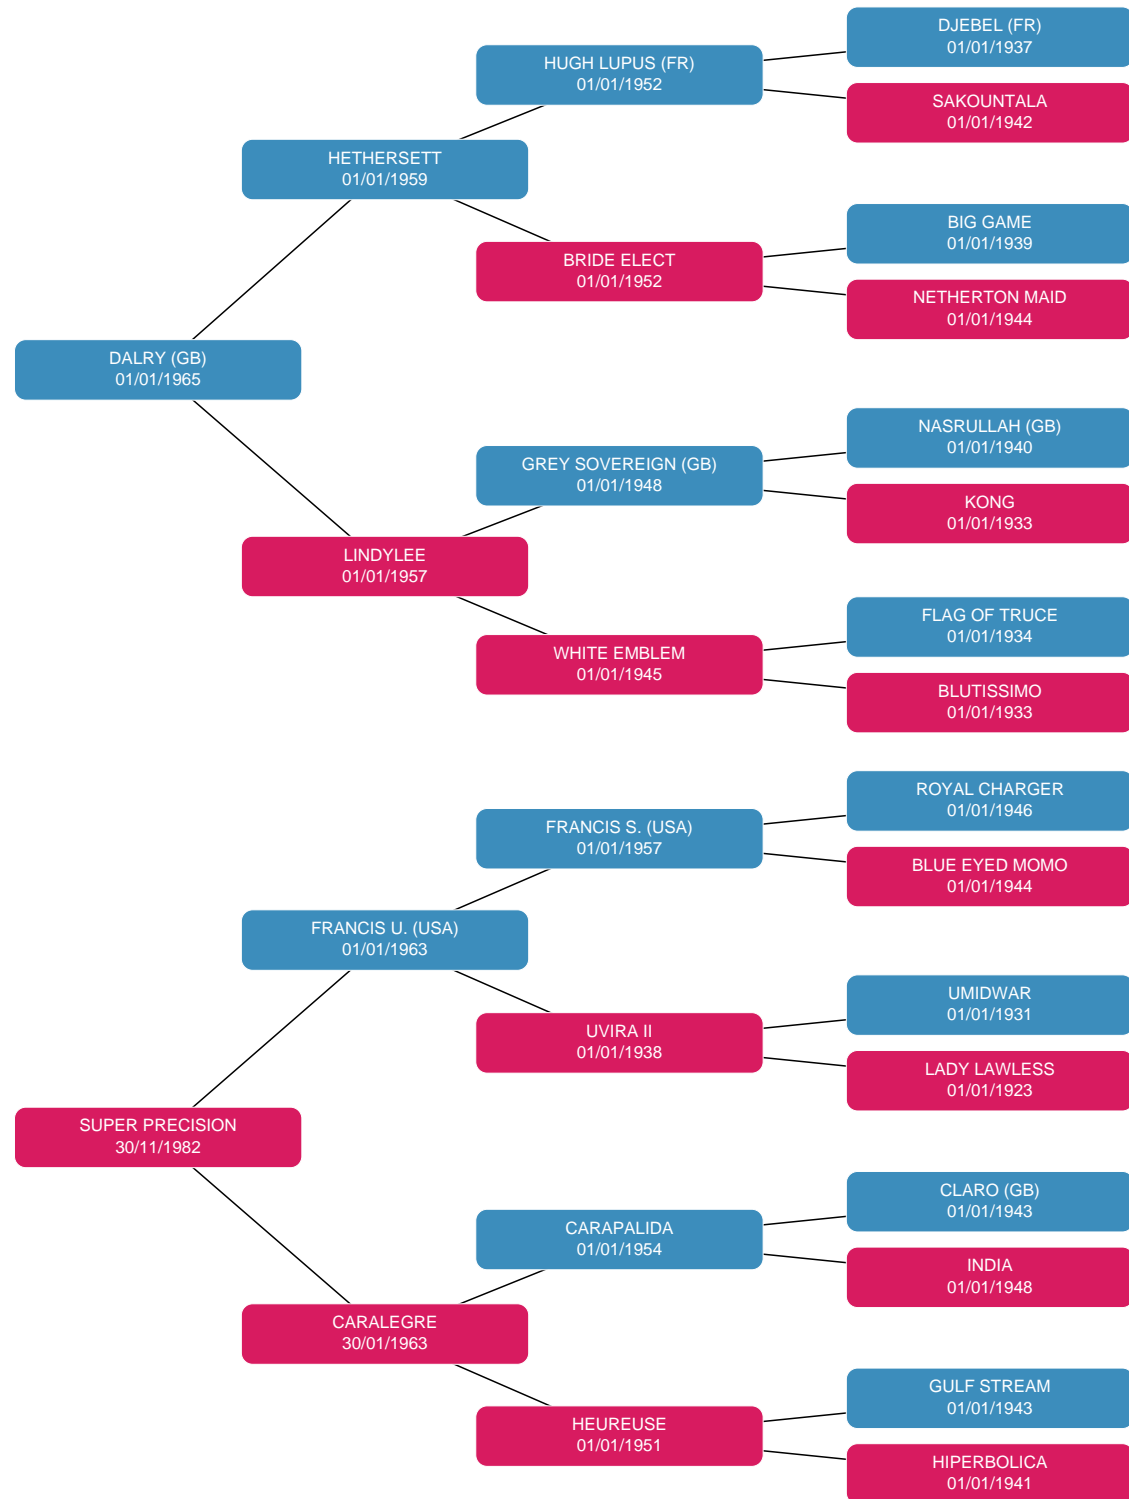 DJEBEL (FR)
01/01/1937
HUGH LUPUS (FR)
01/01/1952
SAKOUNTALA
01/01/1942
HETHERSETT
01/01/1959
BIG GAME
01/01/1939
BRIDE ELECT
01/01/1952
NETHERTON MAID
01/01/1944
DALRY (GB)
01/01/1965
NASRULLAH (GB)
01/01/1940
GREY SOVEREIGN (GB)
01/01/1948
KONG
01/01/1933
LINDYLEE
01/01/1957
FLAG OF TRUCE
01/01/1934
WHITE EMBLEM
01/01/1945
BLUTISSIMO
01/01/1933
ROYAL CHARGER
01/01/1946
FRANCIS S. (USA)
01/01/1957
BLUE EYED MOMO
01/01/1944
FRANCIS U. (USA)
01/01/1963
UMIDWAR
01/01/1931
UVIRA II
01/01/1938
LADY LAWLESS
01/01/1923
SUPER PRECISION
30/11/1982
CLARO (GB)
01/01/1943
CARAPALIDA
01/01/1954
INDIA
01/01/1948
CARALEGRE
30/01/1963
GULF STREAM
01/01/1943
HEUREUSE
01/01/1951
HIPERBOLICA
01/01/1941